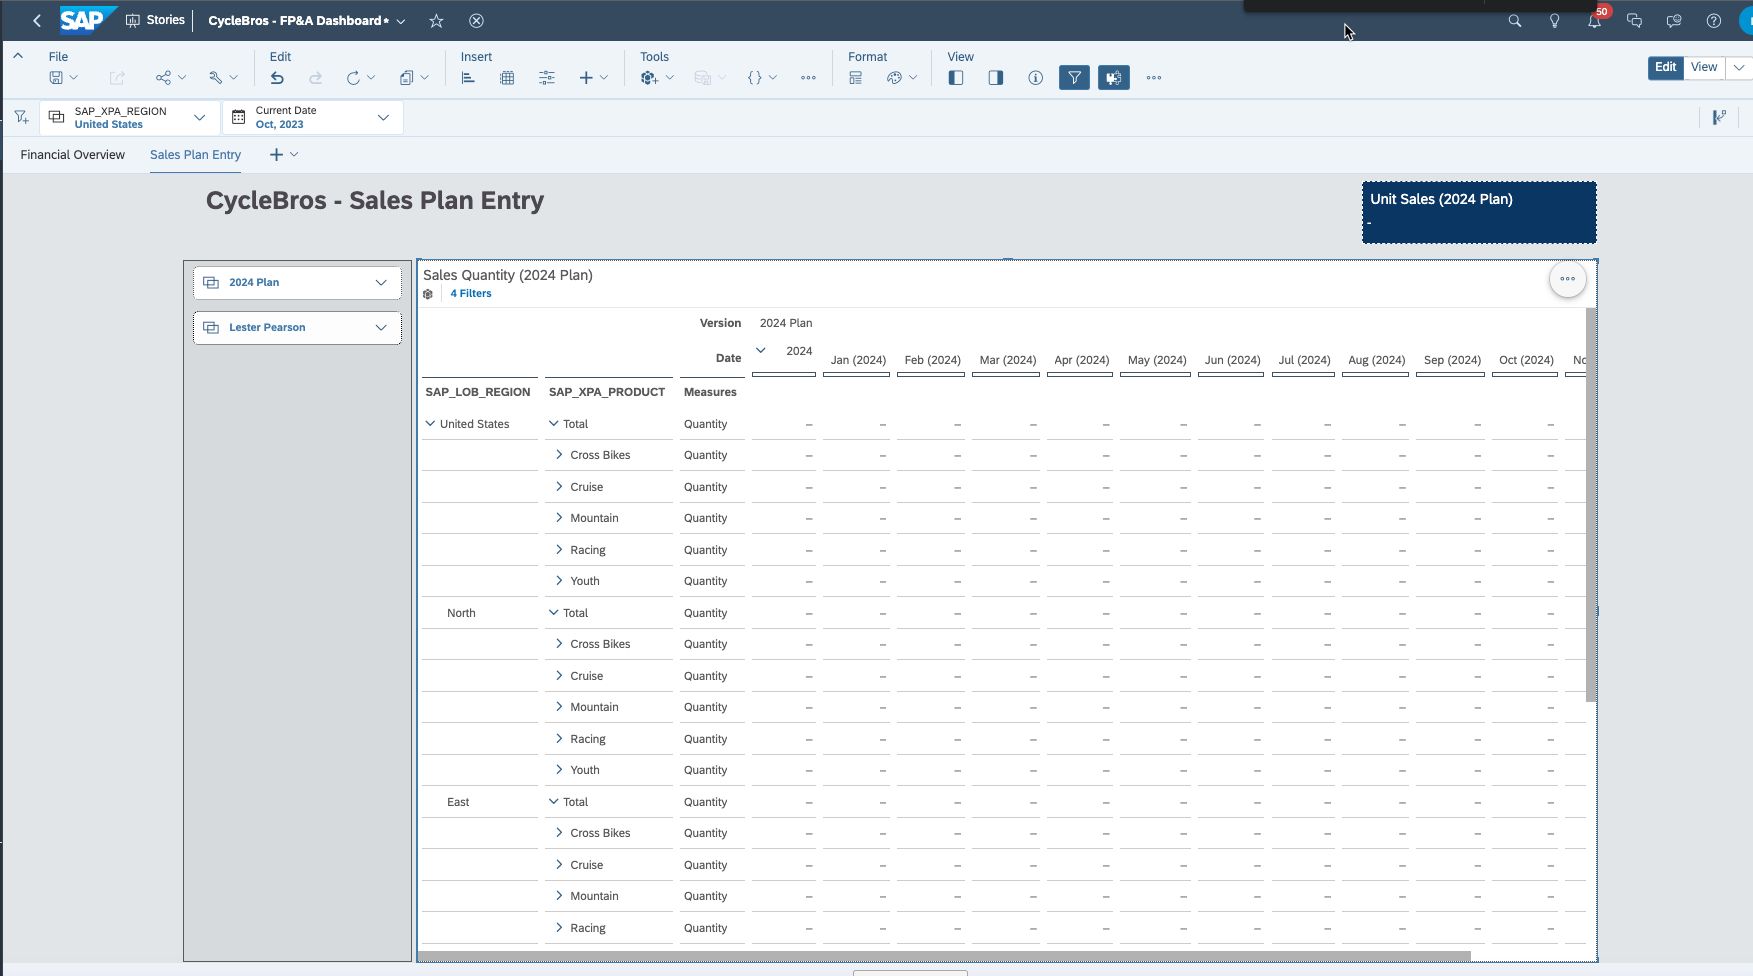 SAP Stories CycleBros - FP&A Dashboard* 50
File Edit Insert Tools Format View Edit View
SAP_XPA_REGION Current Date
United States Oct, 2023
Financial Overview Sales Plan Entry
CycleBros - Sales Plan Entry
Unit Sales (2024 Plan)
-
2024 Plan
Lester Pearson
Sales Quantity (2024 Plan)
4 Filters
Version 2024 Plan
Date 2024 Jan (2024) Feb (2024) Mar (2024) Apr (2024) May (2024) Jun (2024) Jul (2024) Aug (2024) Sep (2024) Oct (2024) No
SAP_LOB_REGION SAP_XPA_PRODUCT Measures
United States Total Quantity – – – – – – – – – – –
Cross Bikes Quantity – – – – – – – – – – –
Cruise Quantity – – – – – – – – – – –
Mountain Quantity – – – – – – – – – – –
Racing Quantity – – – – – – – – – – –
Youth Quantity – – – – – – – – – – –
North Total Quantity – – – – – – – – – – –
Cross Bikes Quantity – – – – – – – – – – –
Cruise Quantity – – – – – – – – – – –
Mountain Quantity – – – – – – – – – – –
Racing Quantity – – – – – – – – – – –
Youth Quantity – – – – – – – – – – –
East Total Quantity – – – – – – – – – – –
Cross Bikes Quantity – – – – – – – – – – –
Cruise Quantity – – – – – – – – – – –
Mountain Quantity – – – – – – – – – – –
Racing Quantity – – – – – – – – – – –